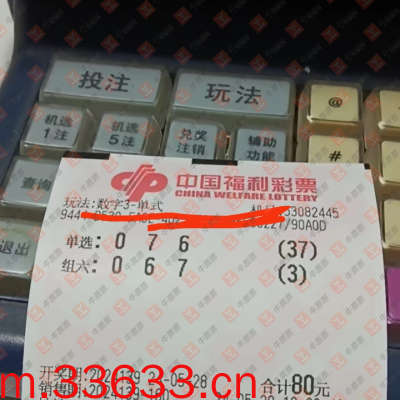 投注
玩法
@
机选
1注
机选
5注
兑奖
注销
辅助
功能
#
查询
退出
中国福利彩票
CHINA WELFARE LOTTERY
玩法:数字3-单式
53082445
/90A0D
单选: 0 7 6 (37)
组六: 0 6 7 (3)
合计80元
m.33633.cn